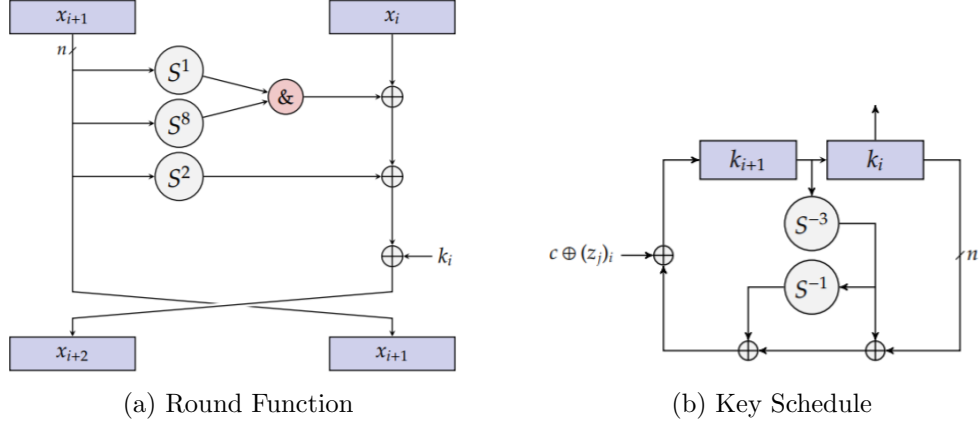 x_{i+1} x_i
n
S^1
&
S^8
S^2
k_i
x_{i+2} x_{i+1}
(a) Round Function
k_{i+1} k_i
S^{-3}
c ⊕ (z_j)_i
n
S^{-1}
(b) Key Schedule